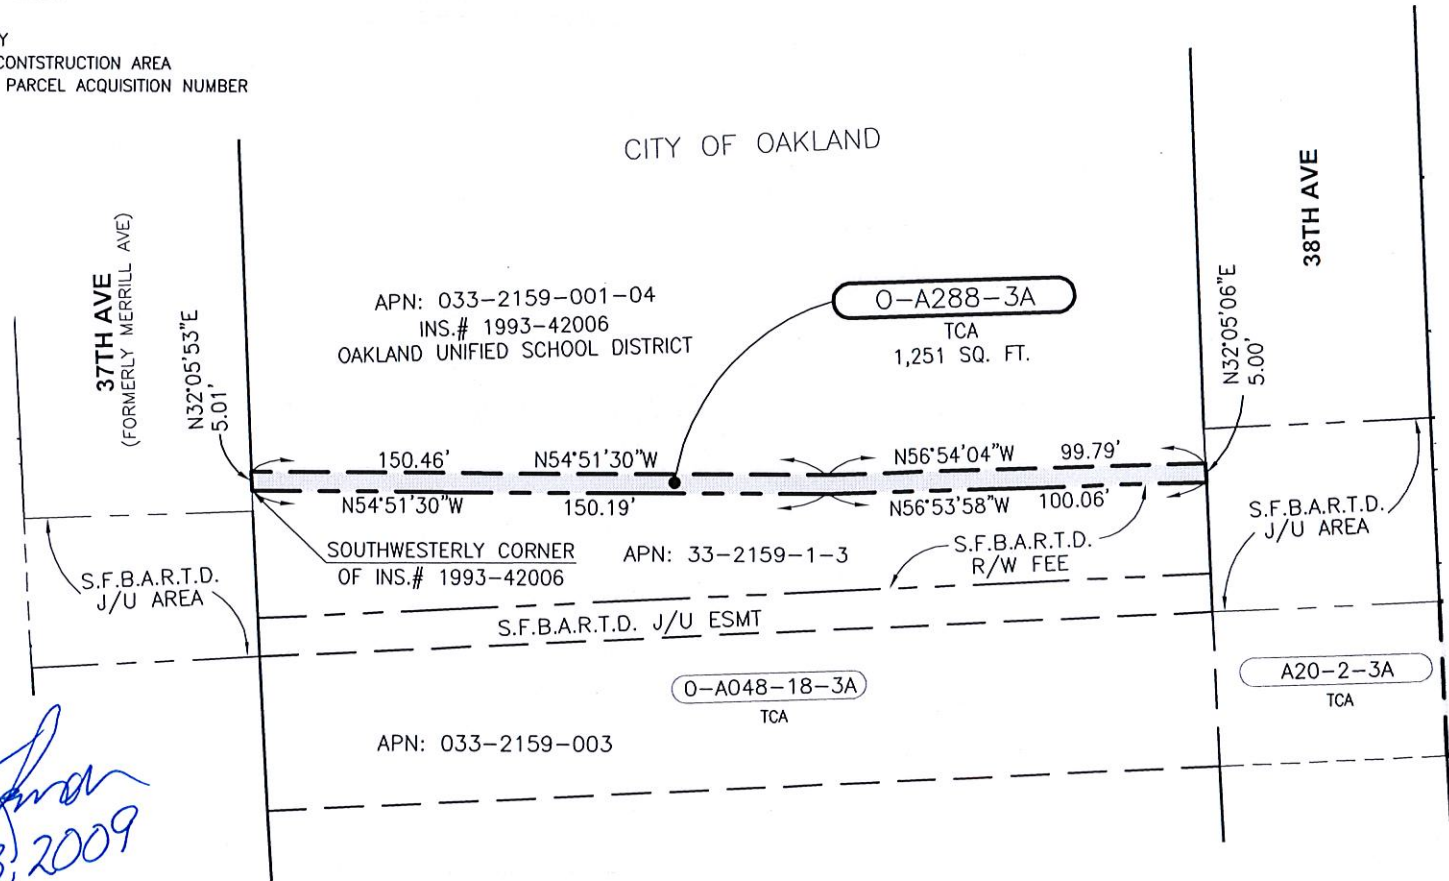 Y
CONTSTRUCTION AREA
PARCEL ACQUISITION NUMBER
CITY OF OAKLAND
37TH AVE
(FORMERLY MERRILL AVE)
38TH AVE
N32°05'53"E
5.01'
APN: 033-2159-001-04
INS.# 1993-42006
OAKLAND UNIFIED SCHOOL DISTRICT
O-A288-3A
TCA
1,251 SQ. FT.
N32°05'06"E
5.00'
150.46' N54°51'30"W
N56°54'04"W 99.79'
N54°51'30"W 150.19'
N56°53'58"W 100.06'
SOUTHWESTERLY CORNER
OF INS.# 1993-42006
APN: 33-2159-1-3
S.F.B.A.R.T.D.
R/W FEE
S.F.B.A.R.T.D.
J/U AREA
S.F.B.A.R.T.D.
J/U AREA
S.F.B.A.R.T.D. J/U ESMT
O-A048-18-3A
TCA
A20-2-3A
TCA
APN: 033-2159-003
3, 2009